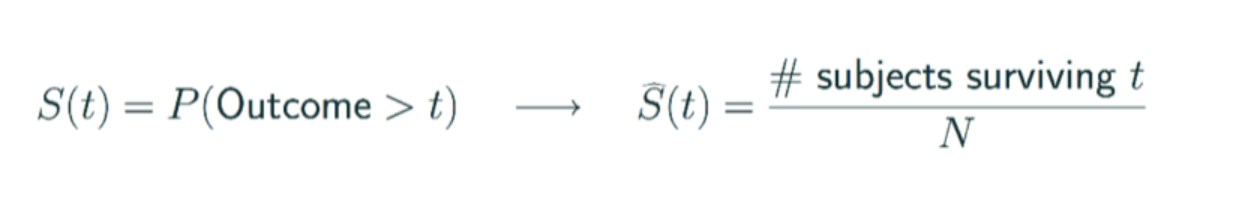 S(t) = P(Outcome > t) ⟶ Ŝ(t) = # subjects surviving t / N